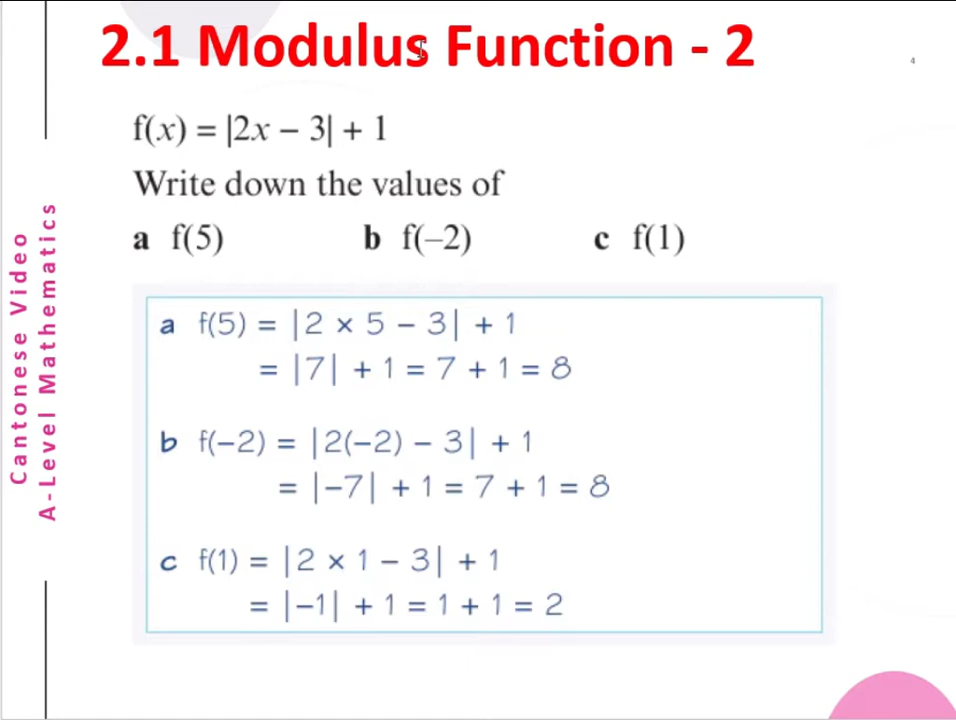 2.1 Modulus Function - 2
4
f(x) = |2x – 3| + 1
Write down the values of
a f(5) b f(–2) c f(1)
a f(5) = |2 × 5 – 3| + 1
= |7| + 1 = 7 + 1 = 8
b f(–2) = |2(–2) – 3| + 1
= |–7| + 1 = 7 + 1 = 8
c f(1) = |2 × 1 – 3| + 1
= |–1| + 1 = 1 + 1 = 2
Cantonese Video
A-Level Mathematics